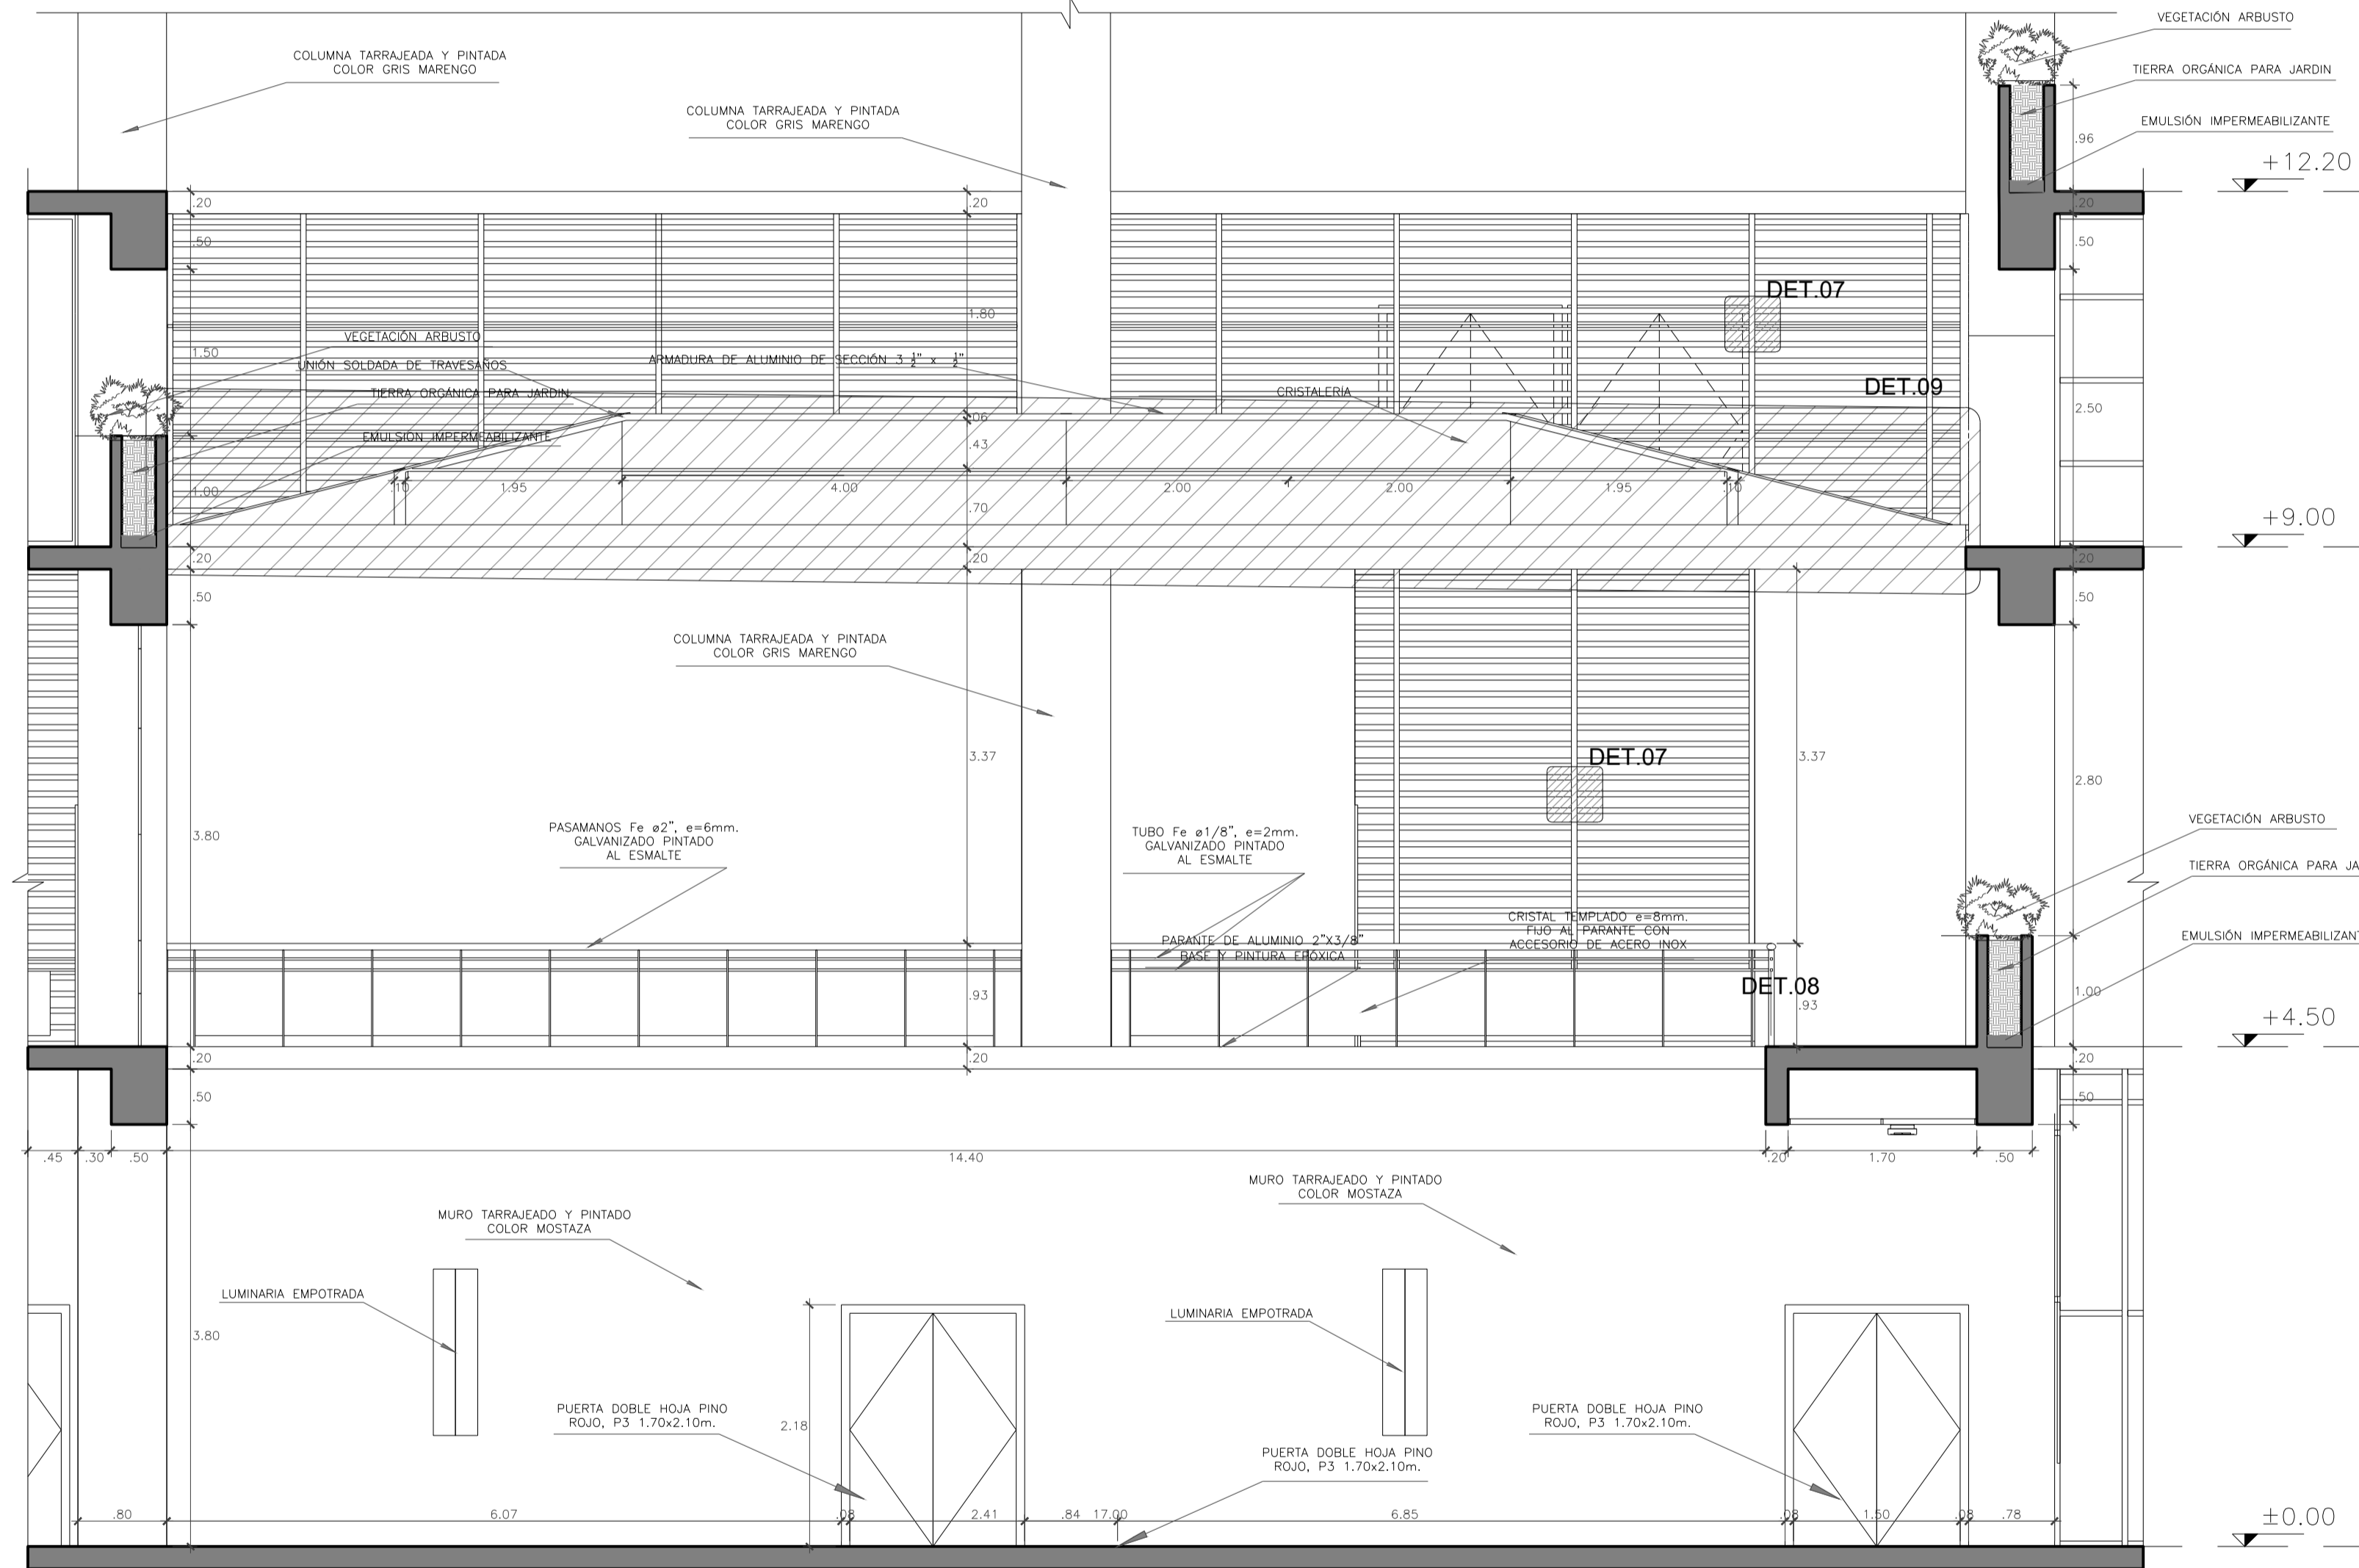 VEGETACIÓN ARBUSTO
TIERRA ORGÁNICA PARA JARDIN
EMULSIÓN IMPERMEABILIZANTE
COLUMNA TARRAJEADA Y PINTADA
COLOR GRIS MARENGO
COLUMNA TARRAJEADA Y PINTADA
COLOR GRIS MARENGO
.96
+12.20
.20
.20
.20
.50
.50
DET.07
1.80
VEGETACIÓN ARBUSTO
1.50
UNIÓN SOLDADA DE TRAVESAÑOS
ARMADURA DE ALUMINIO DE SECCIÓN 3 ½" x ½"
TIERRA ORGÁNICA PARA JARDIN
CRISTALERÍA
DET.09
2.50
.06
EMULSION IMPERMEABILIZANTE
.43
1.00
.10
1.95
4.00
2.00
2.00
1.95
.10
.70
+9.00
.20
.20
.20
.50
.50
COLUMNA TARRAJEADA Y PINTADA
COLOR GRIS MARENGO
3.37
DET.07
3.37
2.80
3.80
PASAMANOS Fe ø2", e=6mm.
GALVANIZADO PINTADO
AL ESMALTE
TUBO Fe ø1/8", e=2mm.
GALVANIZADO PINTADO
AL ESMALTE
VEGETACIÓN ARBUSTO
TIERRA ORGÁNICA PARA JA
CRISTAL TEMPLADO e=8mm.
FIJO AL PARANTE CON
ACCESORIO DE ACERO INOX
PARANTE DE ALUMINIO 2"X3/8"
BASE Y PINTURA EPÓXICA
EMULSIÓN IMPERMEABILIZANT
DET.08
.93
.93
1.00
+4.50
.20
.20
.20
.50
.50
.45
.30
.50
14.40
.20
1.70
.50
MURO TARRAJEADO Y PINTADO
COLOR MOSTAZA
MURO TARRAJEADO Y PINTADO
COLOR MOSTAZA
LUMINARIA EMPOTRADA
LUMINARIA EMPOTRADA
3.80
2.18
PUERTA DOBLE HOJA PINO
ROJO, P3 1.70x2.10m.
PUERTA DOBLE HOJA PINO
ROJO, P3 1.70x2.10m.
PUERTA DOBLE HOJA PINO
ROJO, P3 1.70x2.10m.
.80
6.07
.08
2.41
.84
17.00
6.85
.08
1.50
.08
.78
±0.00